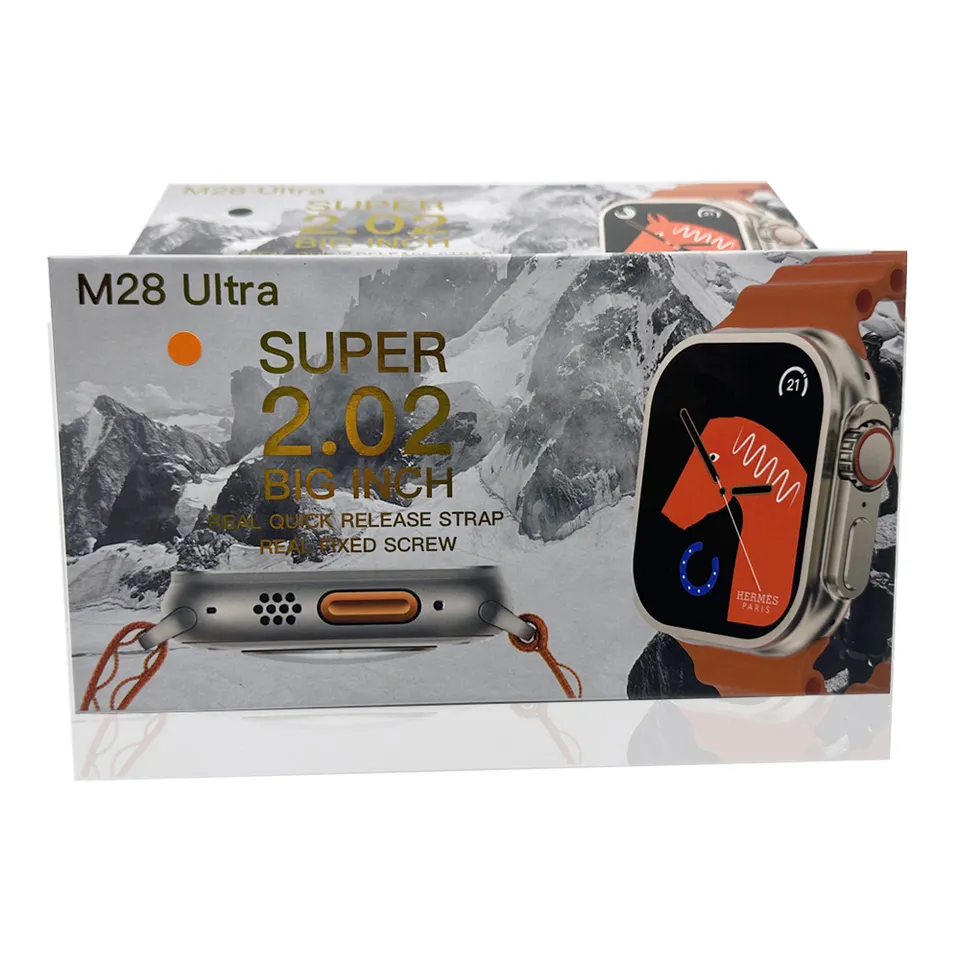 M28 Ultra
SUPER
2.02
BIG INCH
21
M28 Ultra
SUPER
2.02
BIG INCH
REAL QUICK RELEASE STRAP
REAL FIXED SCREW
21
HERMES
PARIS